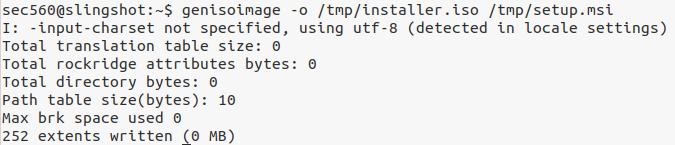 sec560@slingshot:~$ genisoimage -o /tmp/installer.iso /tmp/setup.msi
I: -input-charset not specified, using utf-8 (detected in locale settings)
Total translation table size: 0
Total rockridge attributes bytes: 0
Total directory bytes: 0
Path table size(bytes): 10
Max brk space used 0
252 extents written (0 MB)